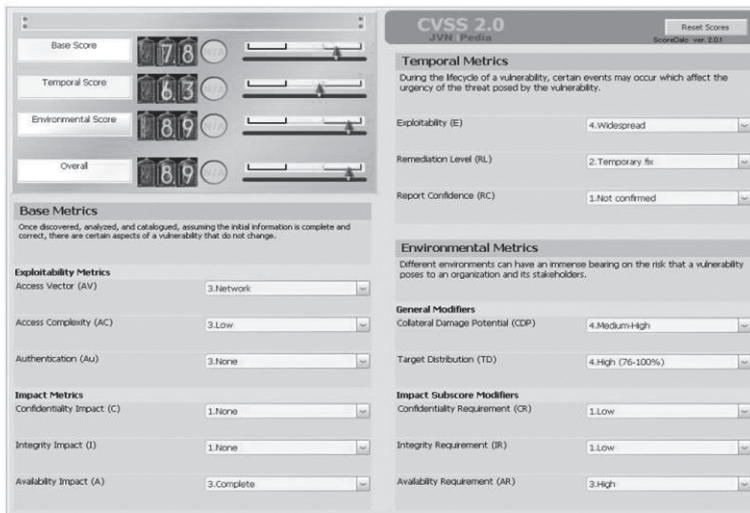 Base Score
7 8
N/A
Temporal Score
6 3
N/A
Environmental Score
8 9
N/A
Overall
8 9
N/A
Base Metrics
Once discovered, analyzed, and catalogued, assuming the initial information is complete and
correct, there are certain aspects of a vulnerability that do not change.
Exploitability Metrics
Access Vector (AV)
3.Network
Access Complexity (AC)
3.Low
Authentication (Au)
3.None
Impact Metrics
Confidentiality Impact (C)
1.None
Integrity Impact (I)
1.None
Availability Impact (A)
3.Complete
CVSS 2.0
JVN iPedia
Reset Scores
ScoreCalc ver. 2.0.1
Temporal Metrics
During the lifecycle of a vulnerability, certain events may occur which affect the
urgency of the threat posed by the vulnerability.
Exploitability (E)
4.Widespread
Remediation Level (RL)
2.Temporary fix
Report Confidence (RC)
1.Not confirmed
Environmental Metrics
Different environments can have an immense bearing on the risk that a vulnerability
poses to an organization and its stakeholders.
General Modifiers
Collateral Damage Potential (CDP)
4.Medium-High
Target Distribution (TD)
4.High (76-100%)
Impact Subscore Modifiers
Confidentiality Requirement (CR)
1.Low
Integrity Requirement (IR)
1.Low
Availability Requirement (AR)
3.High